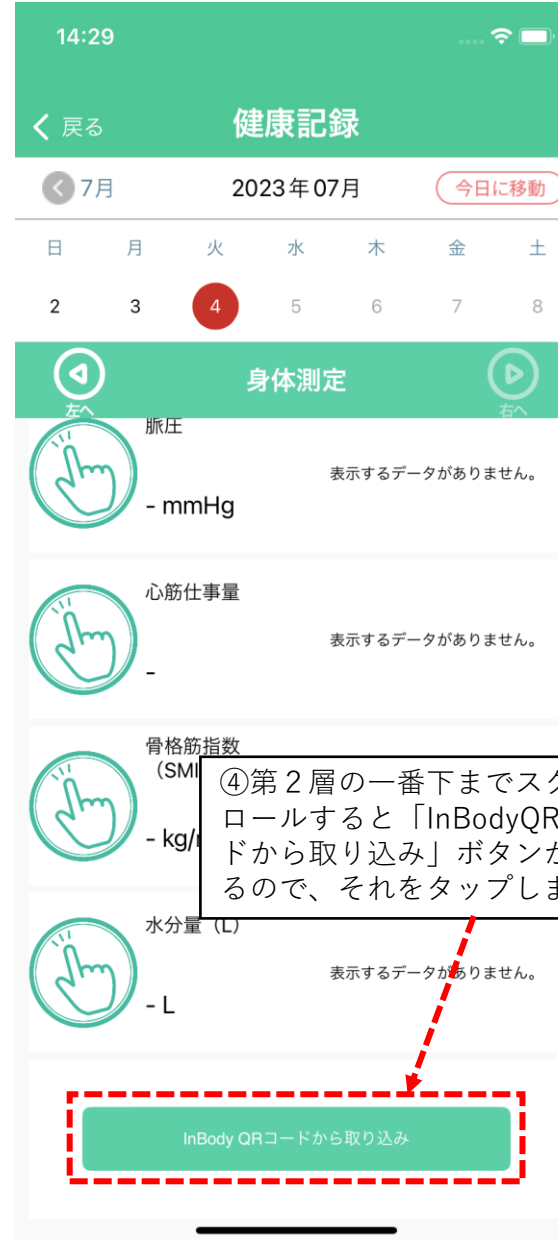 14:29
戻る
健康記録
7月
2023年07月
今日に移動
日 月 火 水 木 金 土
2 3 4 5 6 7 8
左へ
身体測定
右へ
脈圧
表示するデータがありません。
- mmHg
心筋仕事量
表示するデータがありません。
-
骨格筋指数
（SMI
- kg/
④第２層の一番下までスク
ロールすると「InBodyQR
ドから取り込み」ボタンが
るので、それをタップしま
水分量（L）
表示するデータがありません。
- L
InBody QRコードから取り込み